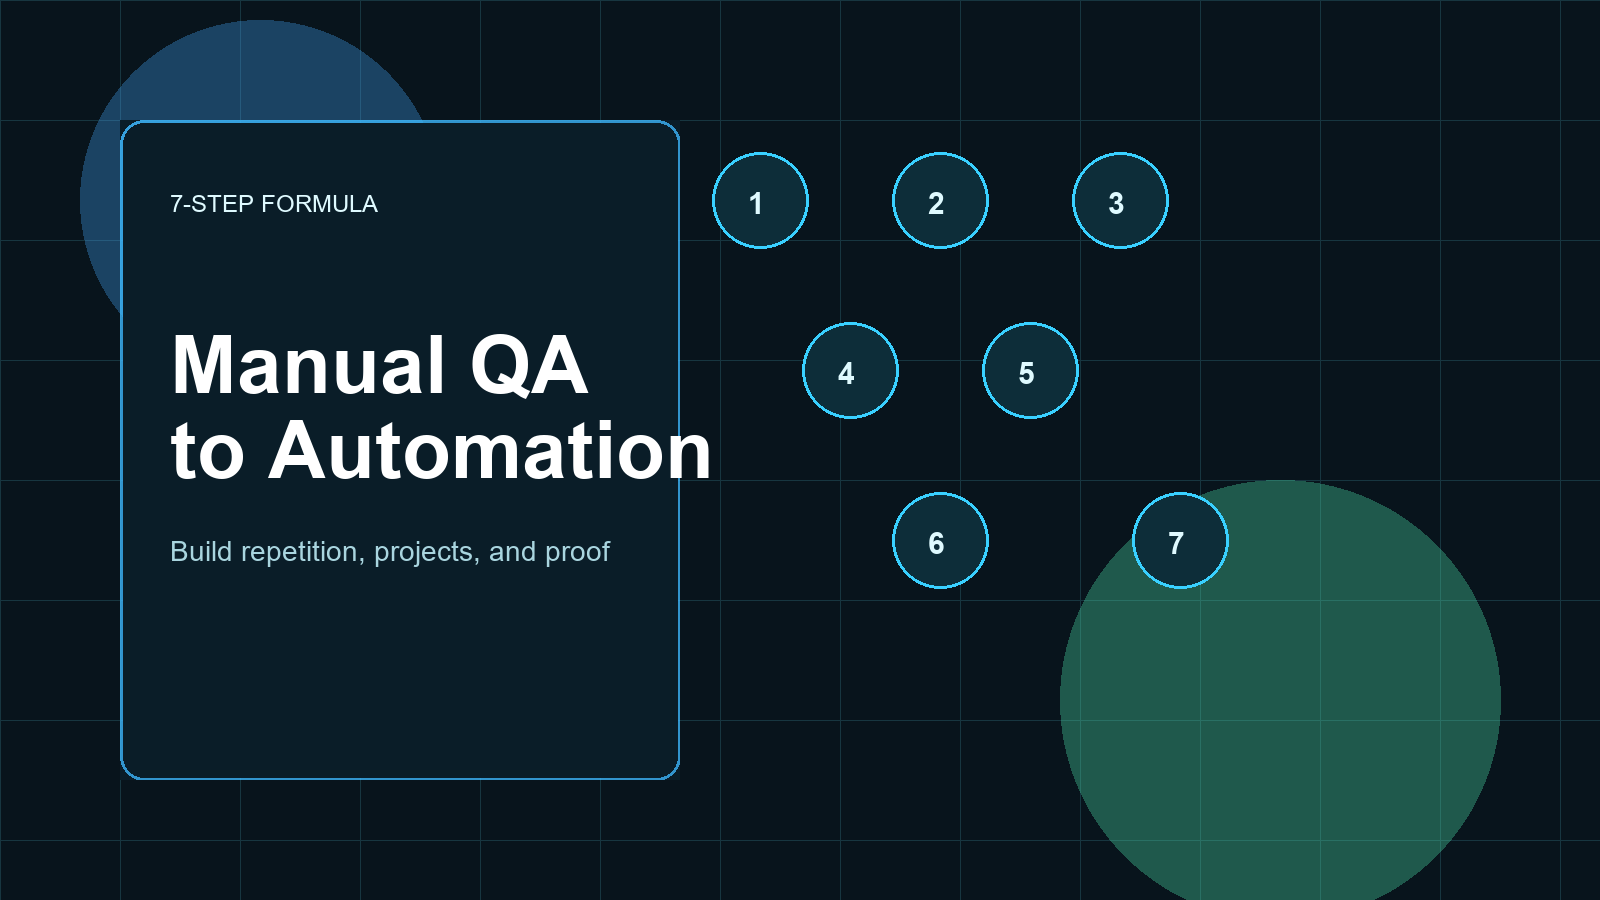 7-STEP FORMULA
Manual QA
to Automation
Build repetition, projects, and proof
1
2
3
4
5
6
7